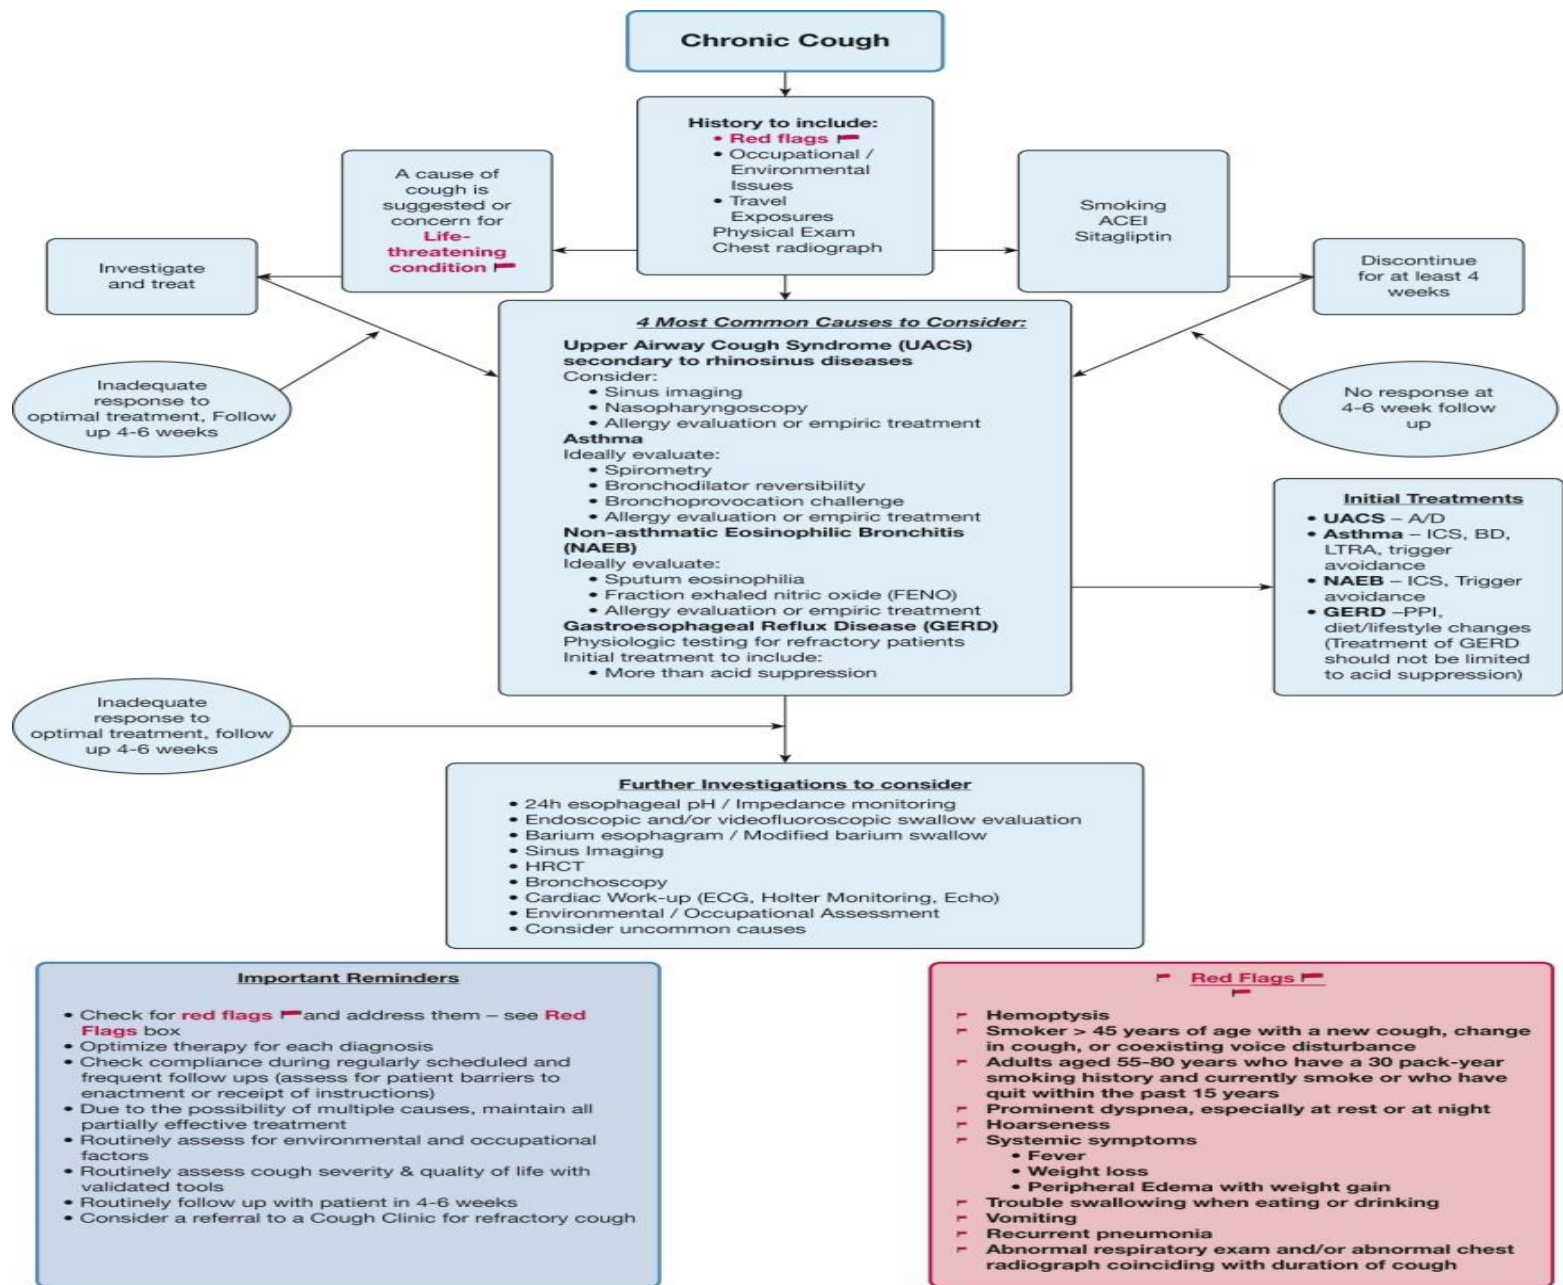 Chronic Cough
History to include:
• Red flags
• Occupational /
Environmental
Issues
• Travel
Exposures
Physical Exam
Chest radiograph
A cause of
cough is
suggested or
concern for
Life-
threatening
condition
Investigate
and treat
Smoking
ACEI
Sitagliptin
Discontinue
for at least 4
weeks
Inadequate
response to
optimal treatment, Follow
up 4-6 weeks
No response at
4-6 week follow
up
4 Most Common Causes to Consider:
Upper Airway Cough Syndrome (UACS)
secondary to rhinosinus diseases
Consider:
• Sinus imaging
• Nasopharyngoscopy
• Allergy evaluation or empiric treatment
Asthma
Ideally evaluate:
• Spirometry
• Bronchodilator reversibility
• Bronchoprovocation challenge
• Allergy evaluation or empiric treatment
Non-asthmatic Eosinophilic Bronchitis
(NAEB)
Ideally evaluate:
• Sputum eosinophilia
• Fraction exhaled nitric oxide (FENO)
• Allergy evaluation or empiric treatment
Gastroesophageal Reflux Disease (GERD)
Physiologic testing for refractory patients
Initial treatment to include:
• More than acid suppression
Initial Treatments
• UACS – A/D
• Asthma – ICS, BD,
LTRA, trigger
avoidance
• NAEB – ICS, Trigger
avoidance
• GERD –PPI,
diet/lifestyle changes
(Treatment of GERD
should not be limited
to acid suppression)
Inadequate
response to
optimal treatment, follow
up 4-6 weeks
Further Investigations to consider
• 24h esophageal pH / Impedance monitoring
• Endoscopic and/or videofluoroscopic swallow evaluation
• Barium esophagram / Modified barium swallow
• Sinus Imaging
• HRCT
• Bronchoscopy
• Cardiac Work-up (ECG, Holter Monitoring, Echo)
• Environmental / Occupational Assessment
• Consider uncommon causes
Important Reminders
• Check for red flags and address them – see Red
Flags box
• Optimize therapy for each diagnosis
• Check compliance during regularly scheduled and
frequent follow ups (assess for patient barriers to
enactment or receipt of instructions)
• Due to the possibility of multiple causes, maintain all
partially effective treatment
• Routinely assess for environmental and occupational
factors
• Routinely assess cough severity & quality of life with
validated tools
• Routinely follow up with patient in 4-6 weeks
• Consider a referral to a Cough Clinic for refractory cough
Red Flags
Hemoptysis
Smoker > 45 years of age with a new cough, change
in cough, or coexisting voice disturbance
Adults aged 55-80 years who have a 30 pack-year
smoking history and currently smoke or who have
quit within the past 15 years
Prominent dyspnea, especially at rest or at night
Hoarseness
Systemic symptoms
• Fever
• Weight loss
• Peripheral Edema with weight gain
Trouble swallowing when eating or drinking
Vomiting
Recurrent pneumonia
Abnormal respiratory exam and/or abnormal chest
radiograph coinciding with duration of cough